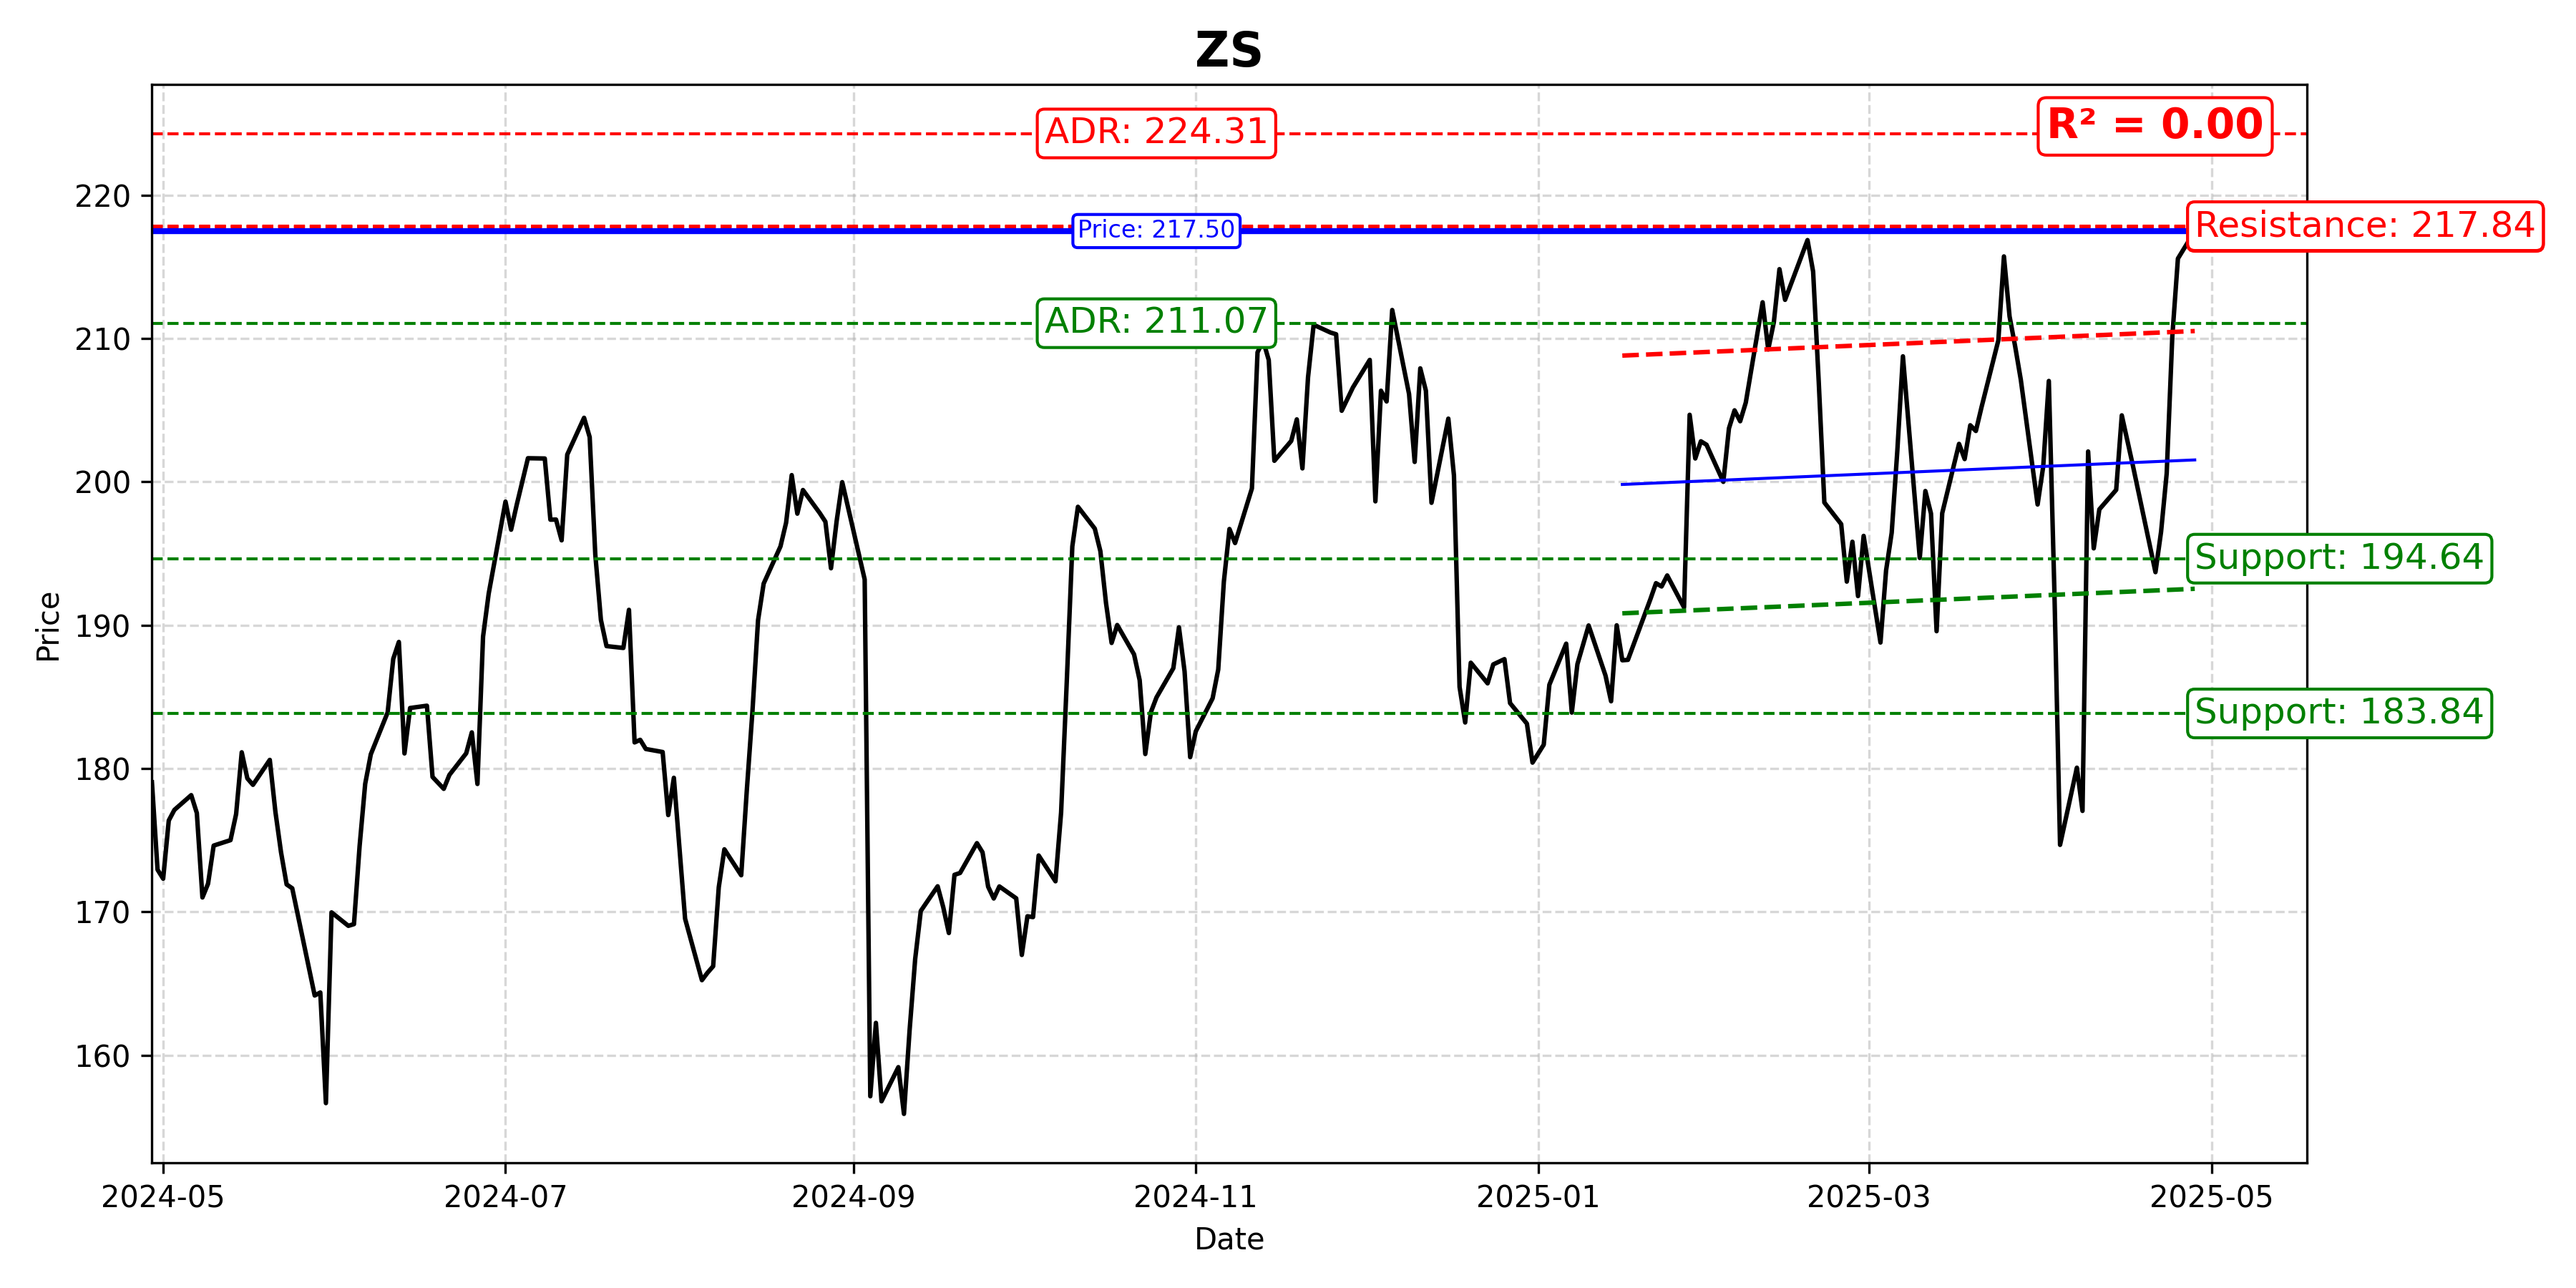 ZS
ADR: 224.31
R² = 0.00
Price: 217.50
Resistance: 217.84
ADR: 211.07
Support: 194.64
Support: 183.84
Price
220
210
200
190
180
170
160
2024-05
2024-07
2024-09
2024-11
2025-01
2025-03
2025-05
Date